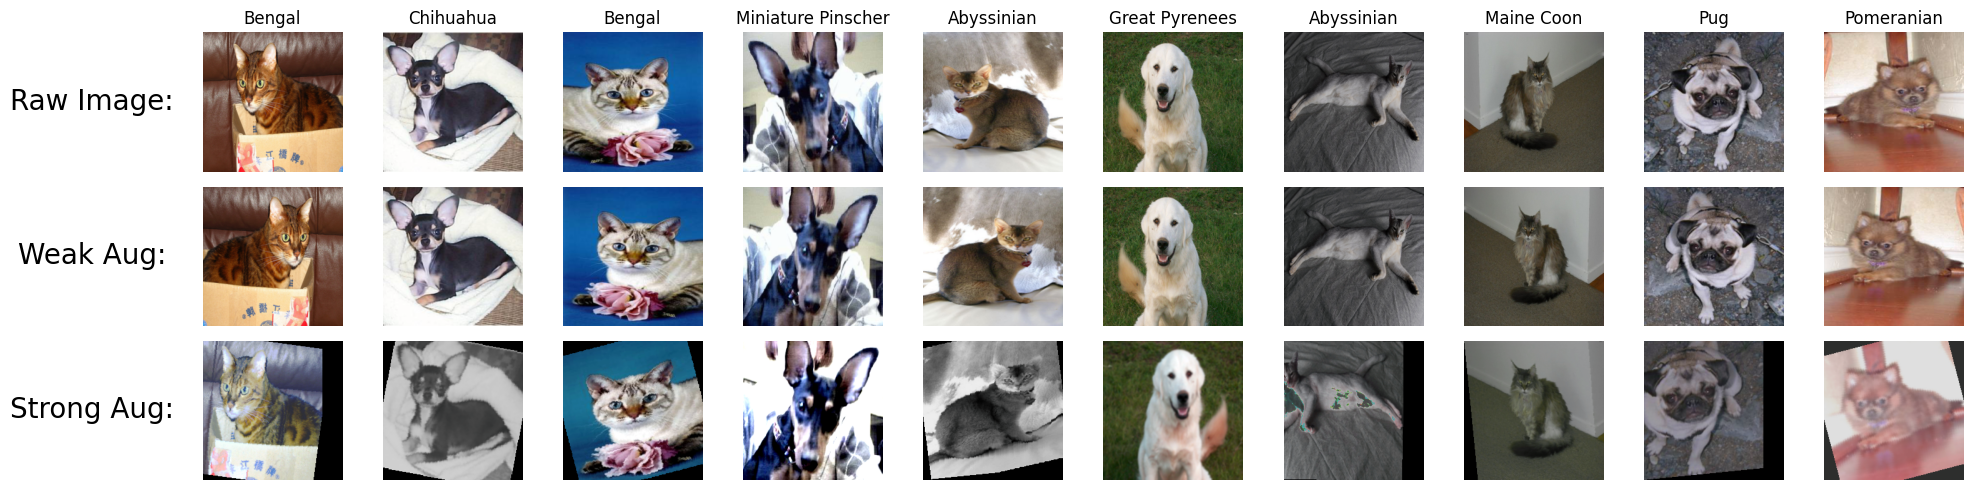 Bengal
Chihuahua
Bengal
Miniature Pinscher
Abyssinian
Great Pyrenees
Abyssinian
Maine Coon
Pug
Pomeranian
Raw Image:
Weak Aug:
Strong Aug: